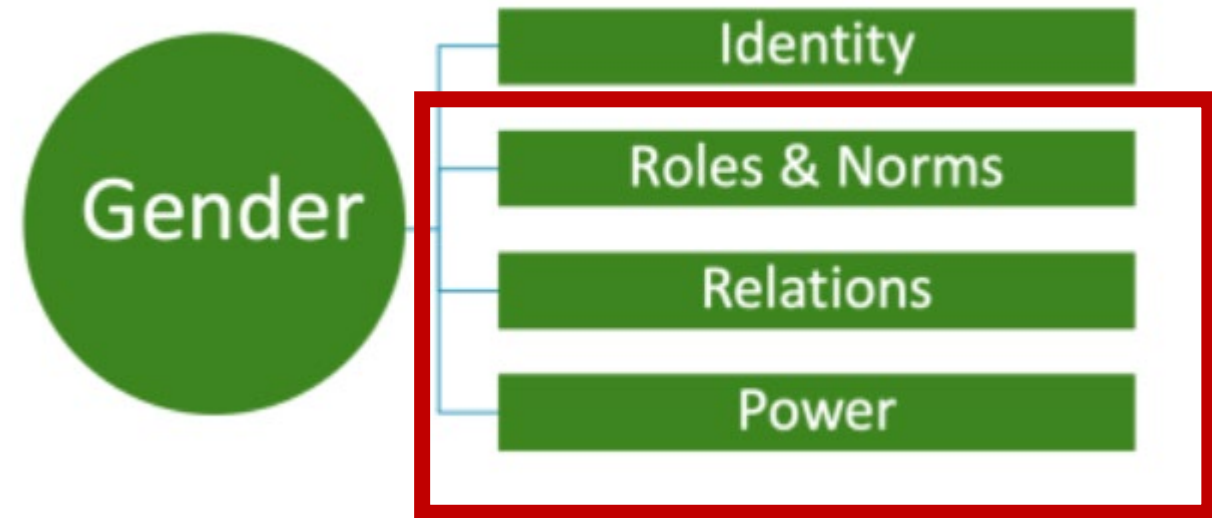 Gender
Identity
Roles & Norms
Relations
Power